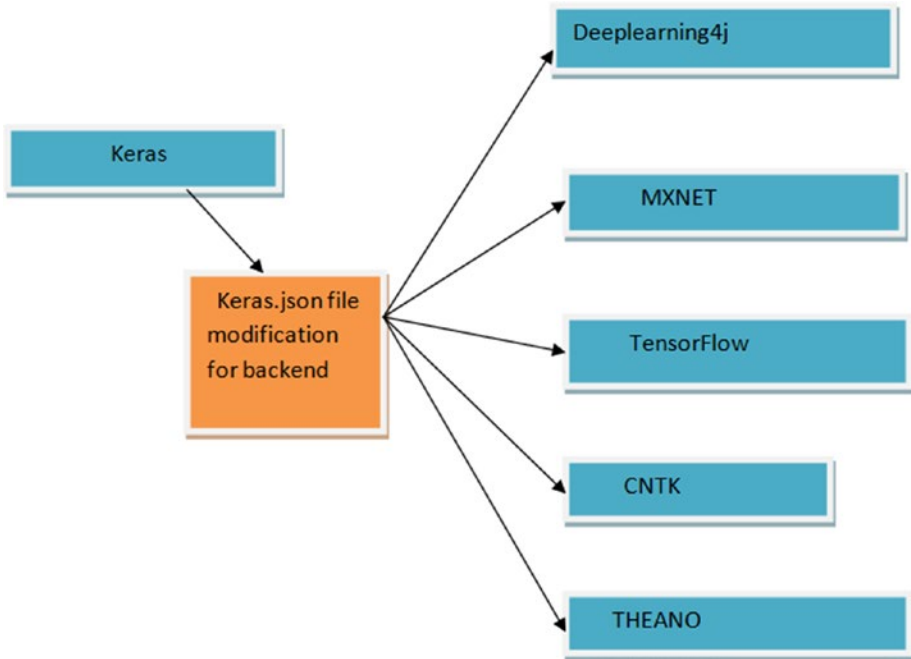 Keras
Keras.json file
modification
for backend
Deeplearning4j
MXNET
TensorFlow
CNTK
THEANO